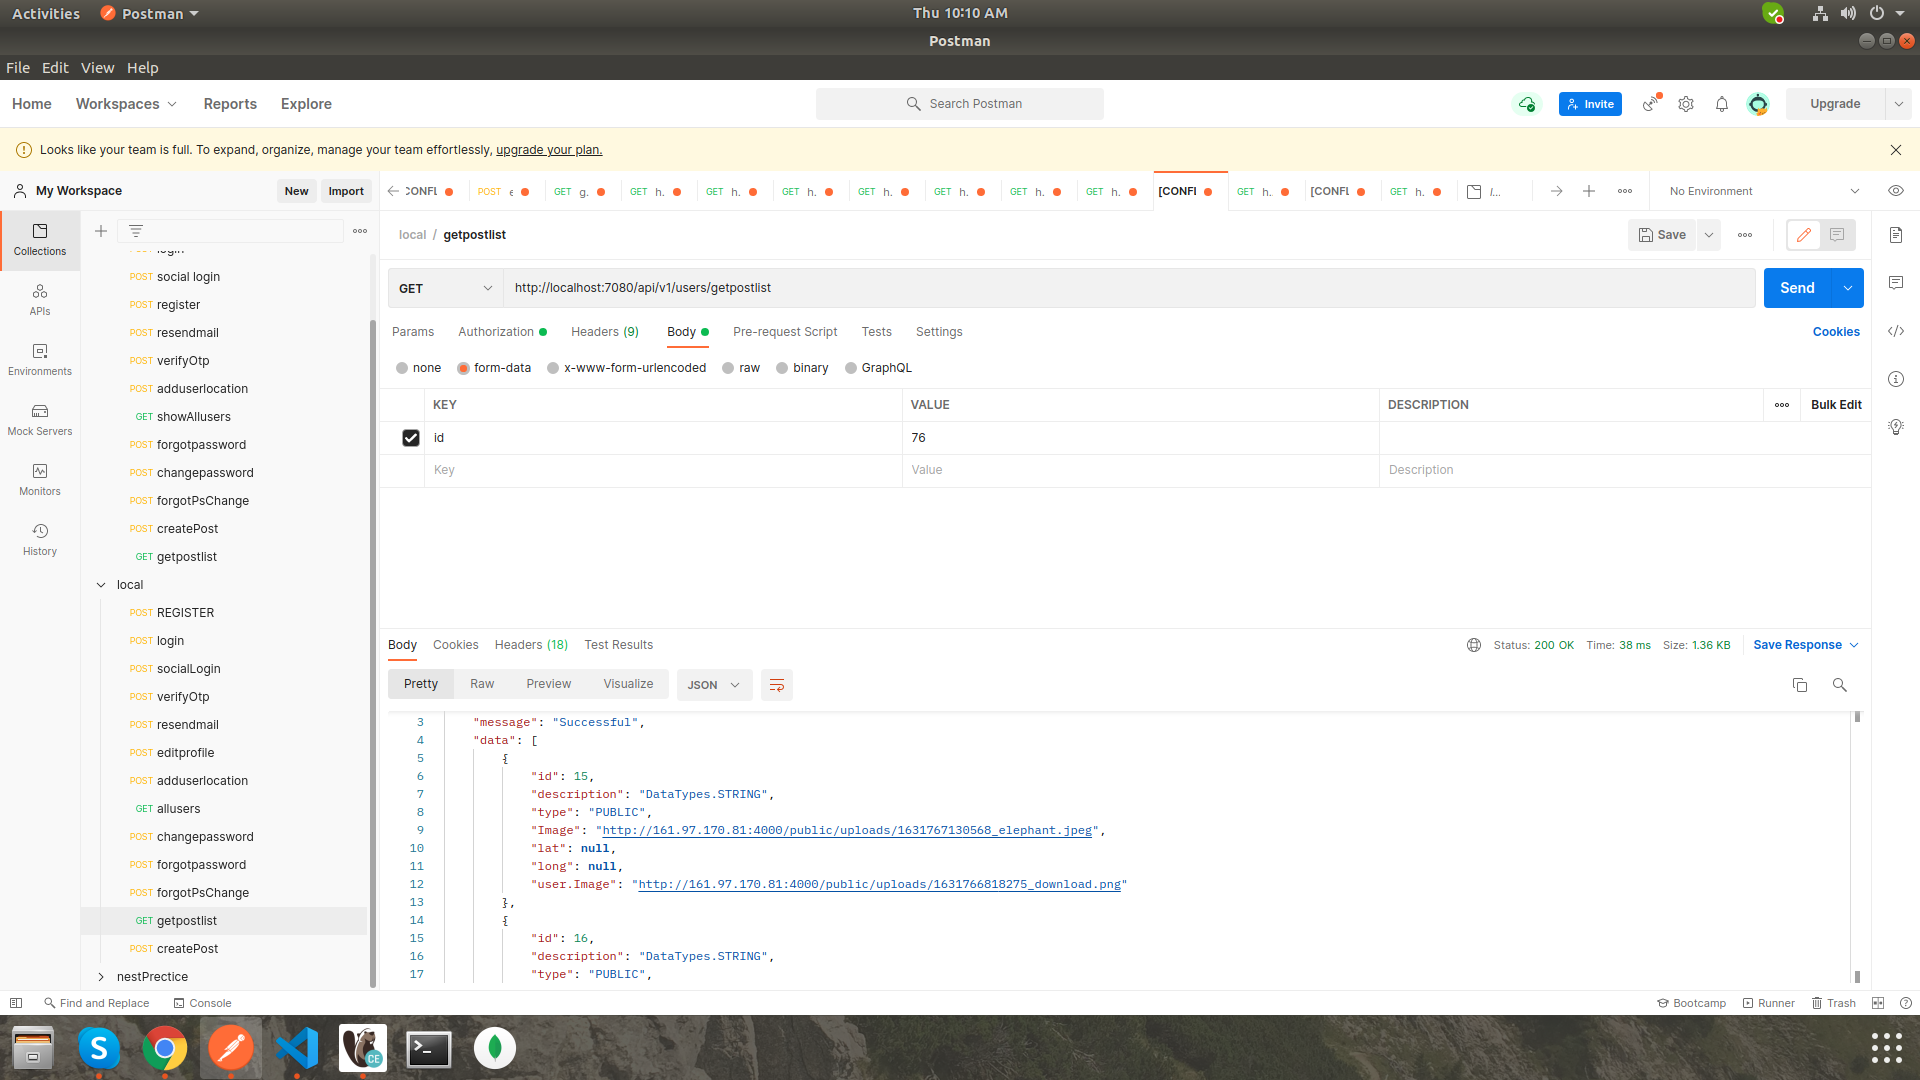 Activities
Postman
Thu 10:10 AM
Postman
File Edit View Help
Home
Workspaces
Reports
Explore
Search Postman
Invite
Upgrade
Looks like your team is full. To expand, organize, manage your team effortlessly, upgrade your plan.
My Workspace
New
Import
CONFL
POST
GET g.
GET h.
GET h.
GET h.
GET h.
GET h.
GET h.
GET h.
[CONFI
GET h.
[CONFL
GET h.
/...
No Environment
Collections
APIs
Environments
Mock Servers
Monitors
History
login
POST social login
POST register
POST resendmail
POST verifyOtp
POST adduserlocation
GET showAllusers
POST forgotpassword
POST changepassword
POST forgotPsChange
POST createPost
GET getpostlist
local
POST REGISTER
POST login
POST socialLogin
POST verifyOtp
POST resendmail
POST editprofile
POST adduserlocation
GET allusers
POST changepassword
POST forgotpassword
POST forgotPsChange
GET getpostlist
POST createPost
nestPrectice
local / getpostlist
Save
GET
http://localhost:7080/api/v1/users/getpostlist
Send
Params
Authorization
Headers (9)
Body
Pre-request Script
Tests
Settings
Cookies
none
form-data
x-www-form-urlencoded
raw
binary
GraphQL
KEY VALUE DESCRIPTION
Bulk Edit
id 76
Key Value Description
Body Cookies Headers (18) Test Results
Status: 200 OK Time: 38 ms Size: 1.36 KB
Save Response
Pretty Raw Preview Visualize
JSON
3 "message": "Successful",
4 "data": [
5 {
6 "id": 15,
7 "description": "DataTypes.STRING",
8 "type": "PUBLIC",
9 "Image": "http://161.97.170.81:4000/public/uploads/1631767130568_elephant.jpeg",
10 "lat": null,
11 "long": null,
12 "user.Image": "http://161.97.170.81:4000/public/uploads/1631766818275_download.png"
13 },
14 {
15 "id": 16,
16 "description": "DataTypes.STRING",
17 "type": "PUBLIC",
Find and Replace
Console
Bootcamp
Runner
Trash
S
CE